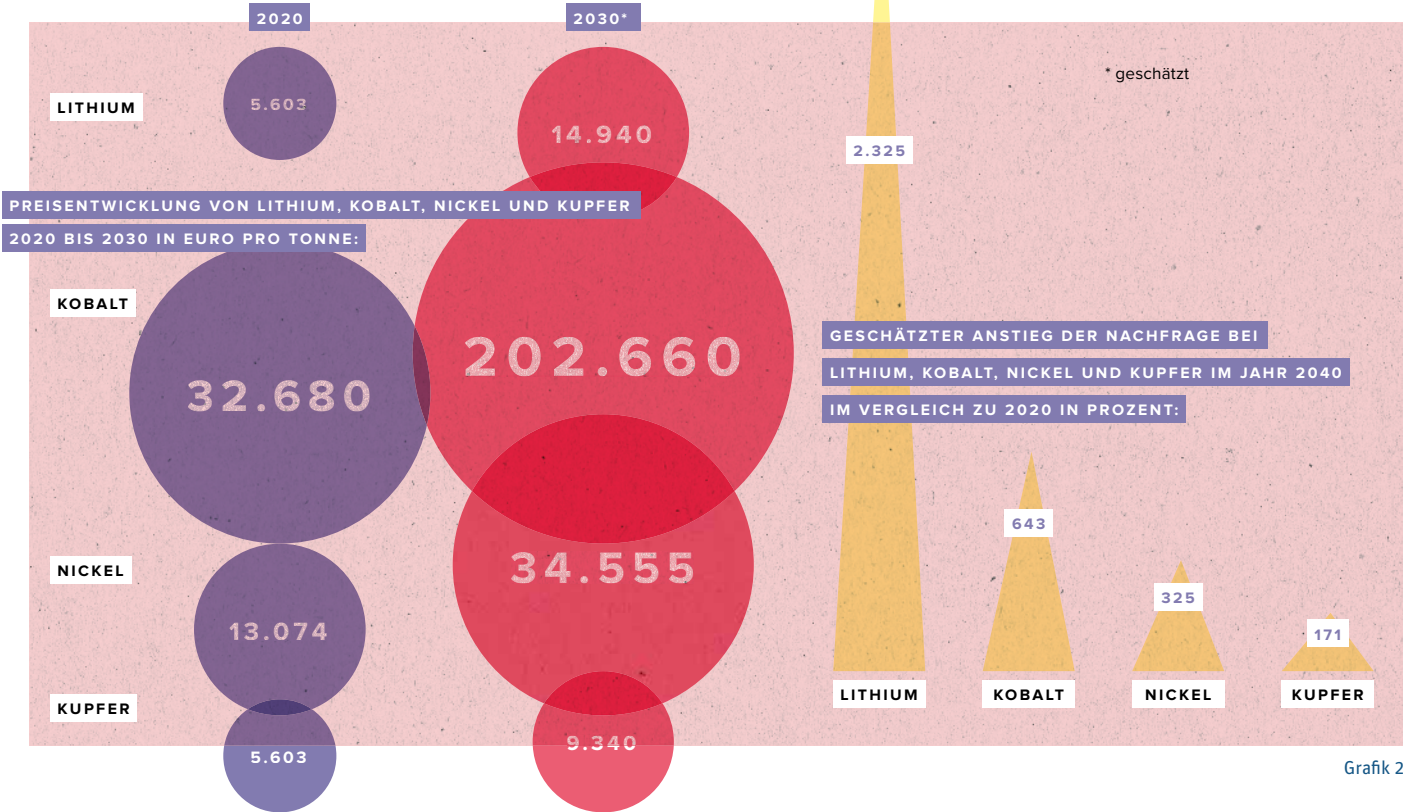 2020
2030*
* geschätzt
LITHIUM
5.603
14.940
PREISENTWICKLUNG VON LITHIUM, KOBALT, NICKEL UND KUPFER
2020 BIS 2030 IN EURO PRO TONNE:
KOBALT
32.680
202.660
NICKEL
13.074
34.555
KUPFER
5.603
9.340
2.325
GESCHÄTZTER ANSTIEG DER NACHFRAGE BEI
LITHIUM, KOBALT, NICKEL UND KUPFER IM JAHR 2040
IM VERGLEICH ZU 2020 IN PROZENT:
643
325
171
LITHIUM
KOBALT
NICKEL
KUPFER
Grafik 2